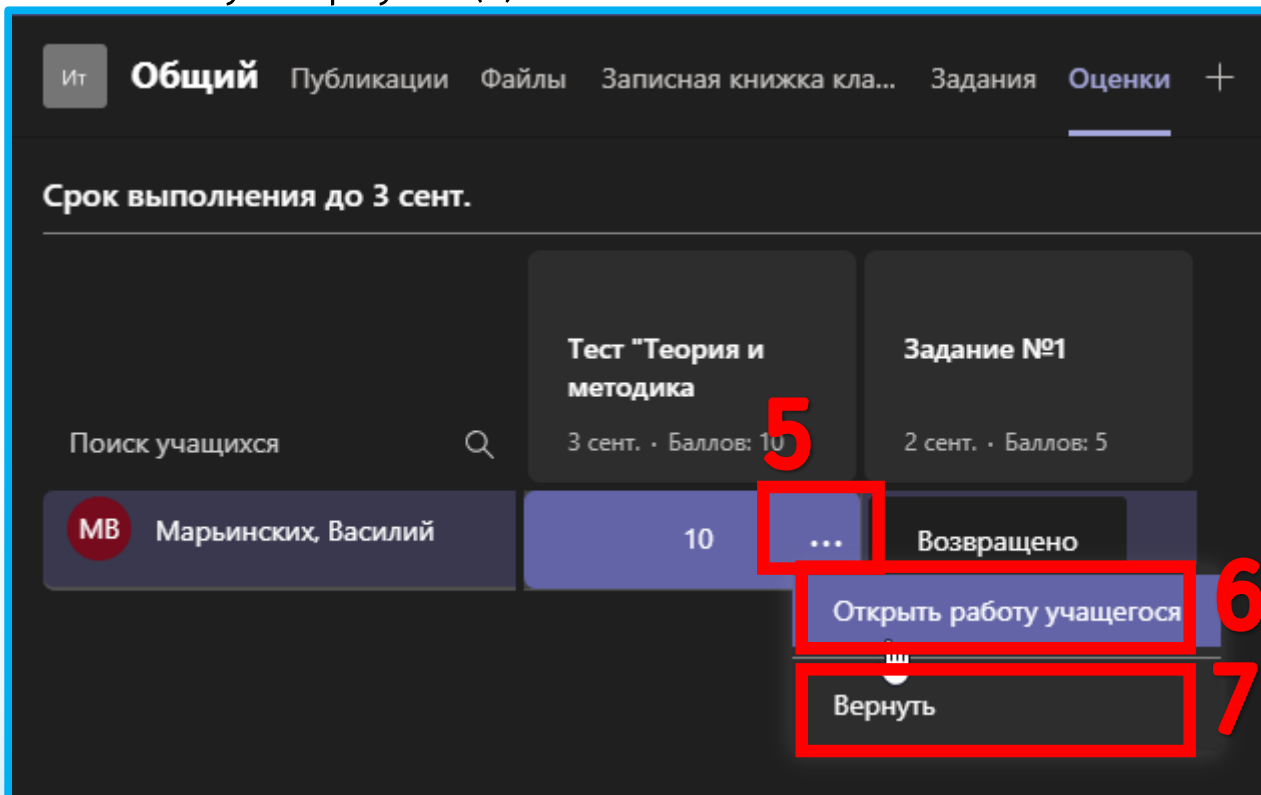 Ит Общий Публикации Файлы Записная книжка кла... Задания Оценки +
Срок выполнения до 3 сент.
Тест "Теория и
методика
Задание №1
5
Поиск учащихся
3 сент. · Баллов: 10
2 сент. · Баллов: 5
МВ Марьинских, Василий
10 ...
Возвращено
Открыть работу учащегося
6
Вернуть
7